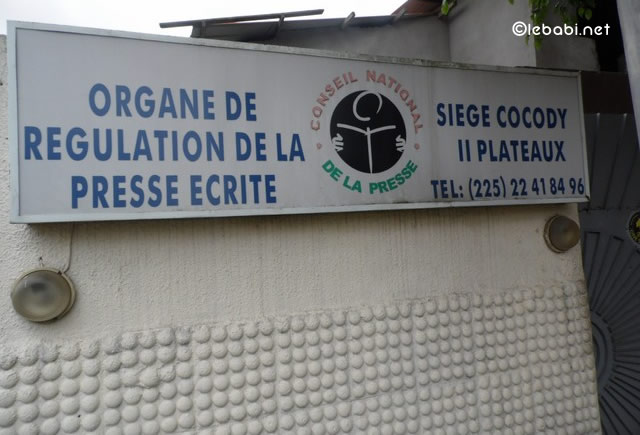 ©lebabi.net
ORGANE DE
REGULATION DE LA
PRESSE ECRITE
CONSEIL NATIONAL
DE LA PRESSE
SIEGE COCODY
II PLATEAUX
TEL: (225) 22 41 84 96